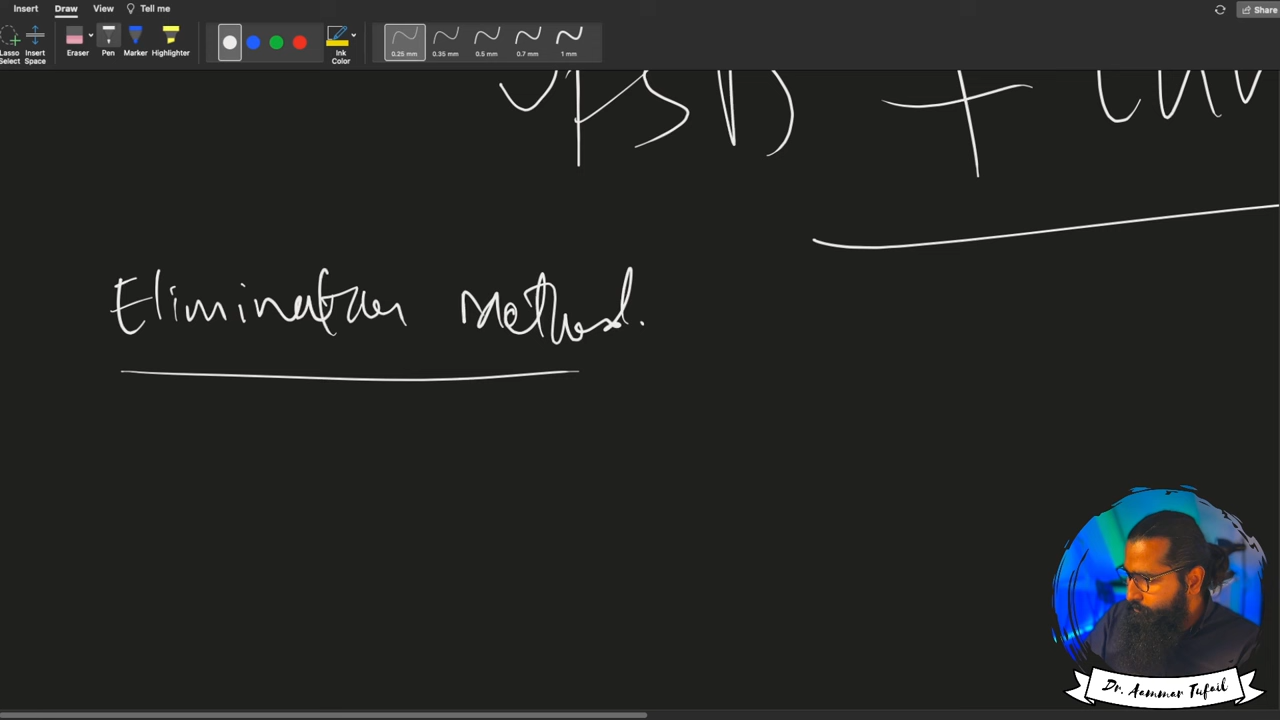 Insert Draw View Tell me
Share
Lasso Select
Insert Space
Eraser
Pen
Marker
Highlighter
Ink Color
0.25 mm
0.35 mm
0.5 mm
0.7 mm
1 mm
Elimination Method.
Dr. Aammar Tufail